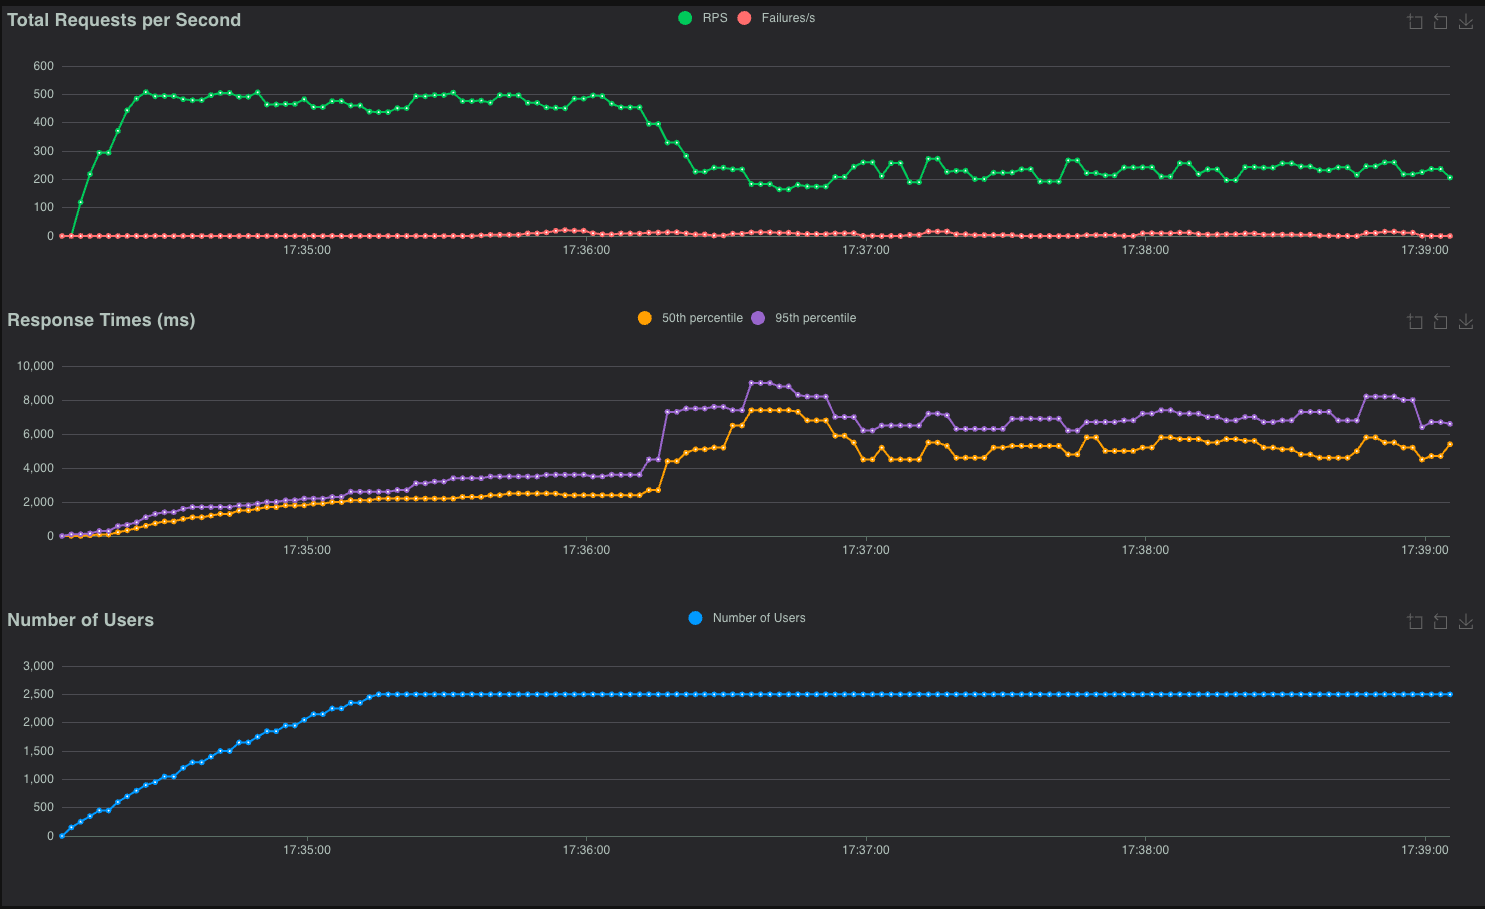 Total Requests per Second
RPS Failures/s
600
500
400
300
200
100
0
17:35:00 17:36:00 17:37:00 17:38:00 17:39:00
Response Times (ms)
50th percentile 95th percentile
10,000
8,000
6,000
4,000
2,000
0
17:35:00 17:36:00 17:37:00 17:38:00 17:39:00
Number of Users
Number of Users
3,000
2,500
2,000
1,500
1,000
500
0
17:35:00 17:36:00 17:37:00 17:38:00 17:39:00